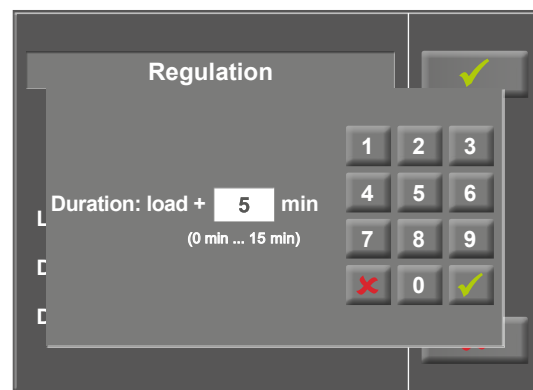 Regulation
Duration: load + 5 min
(0 min ... 15 min)
1 2 3
4 5 6
7 8 9
0
L
D
D